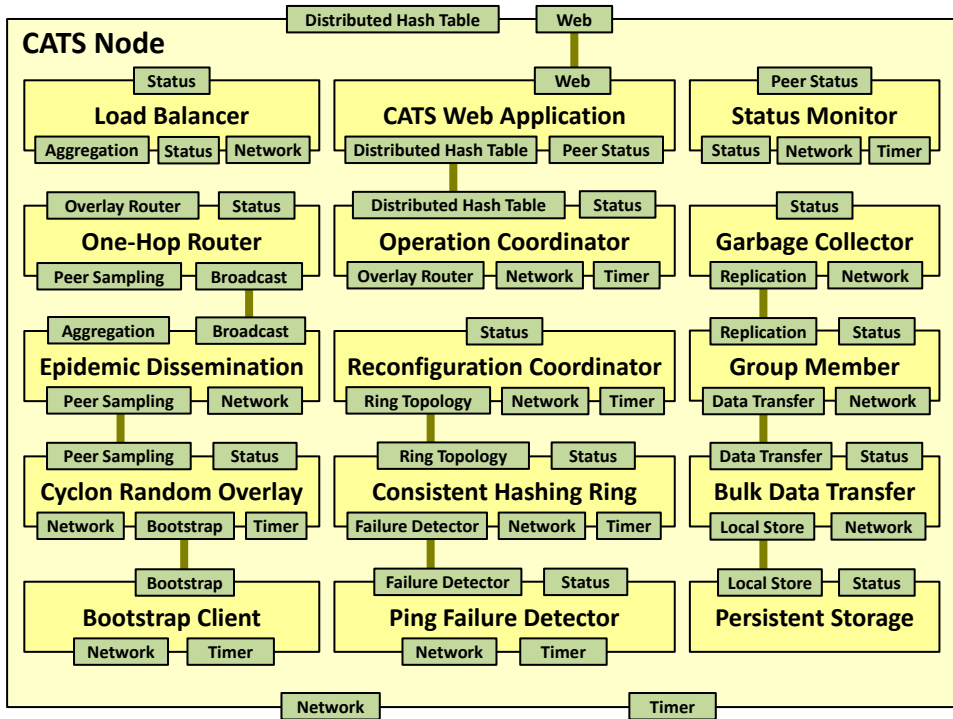 Distributed Hash Table Web
CATS Node
Status Web Peer Status
Load Balancer CATS Web Application Status Monitor
Aggregation Status Network Distributed Hash Table Peer Status Status Network Timer
Overlay Router Status Distributed Hash Table Status Status
One-Hop Router Operation Coordinator Garbage Collector
Peer Sampling Broadcast Overlay Router Network Timer Replication Network
Aggregation Broadcast Status Replication Status
Epidemic Dissemination Reconfiguration Coordinator Group Member
Peer Sampling Network Ring Topology Network Timer Data Transfer Network
Peer Sampling Status Ring Topology Status Data Transfer Status
Cyclon Random Overlay Consistent Hashing Ring Bulk Data Transfer
Network Bootstrap Timer Failure Detector Network Timer Local Store Network
Bootstrap Failure Detector Status Local Store Status
Bootstrap Client Ping Failure Detector Persistent Storage
Network Timer Network Timer
Network Timer